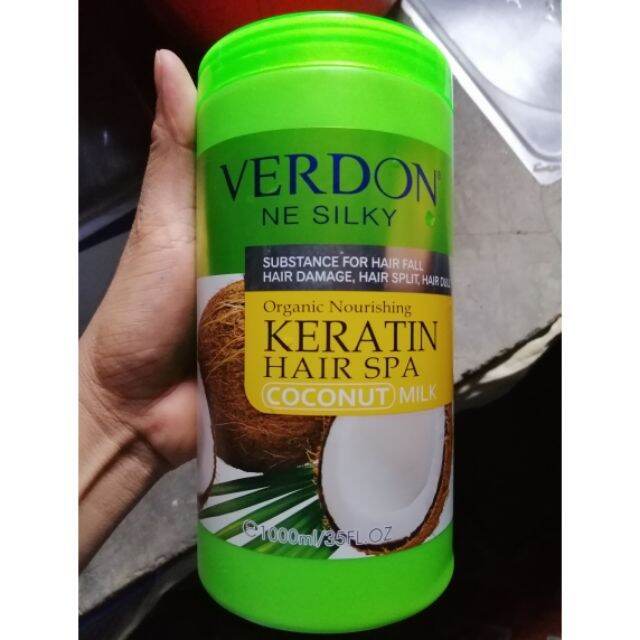 VERDON®
NE SILKY
SUBSTANCE FOR HAIR FALL
HAIR DAMAGE, HAIR SPLIT, HAIR
Organic Nourishing
KERATIN
HAIR SPA
COCONUT MILK
℮1000ml/35FL.OZ